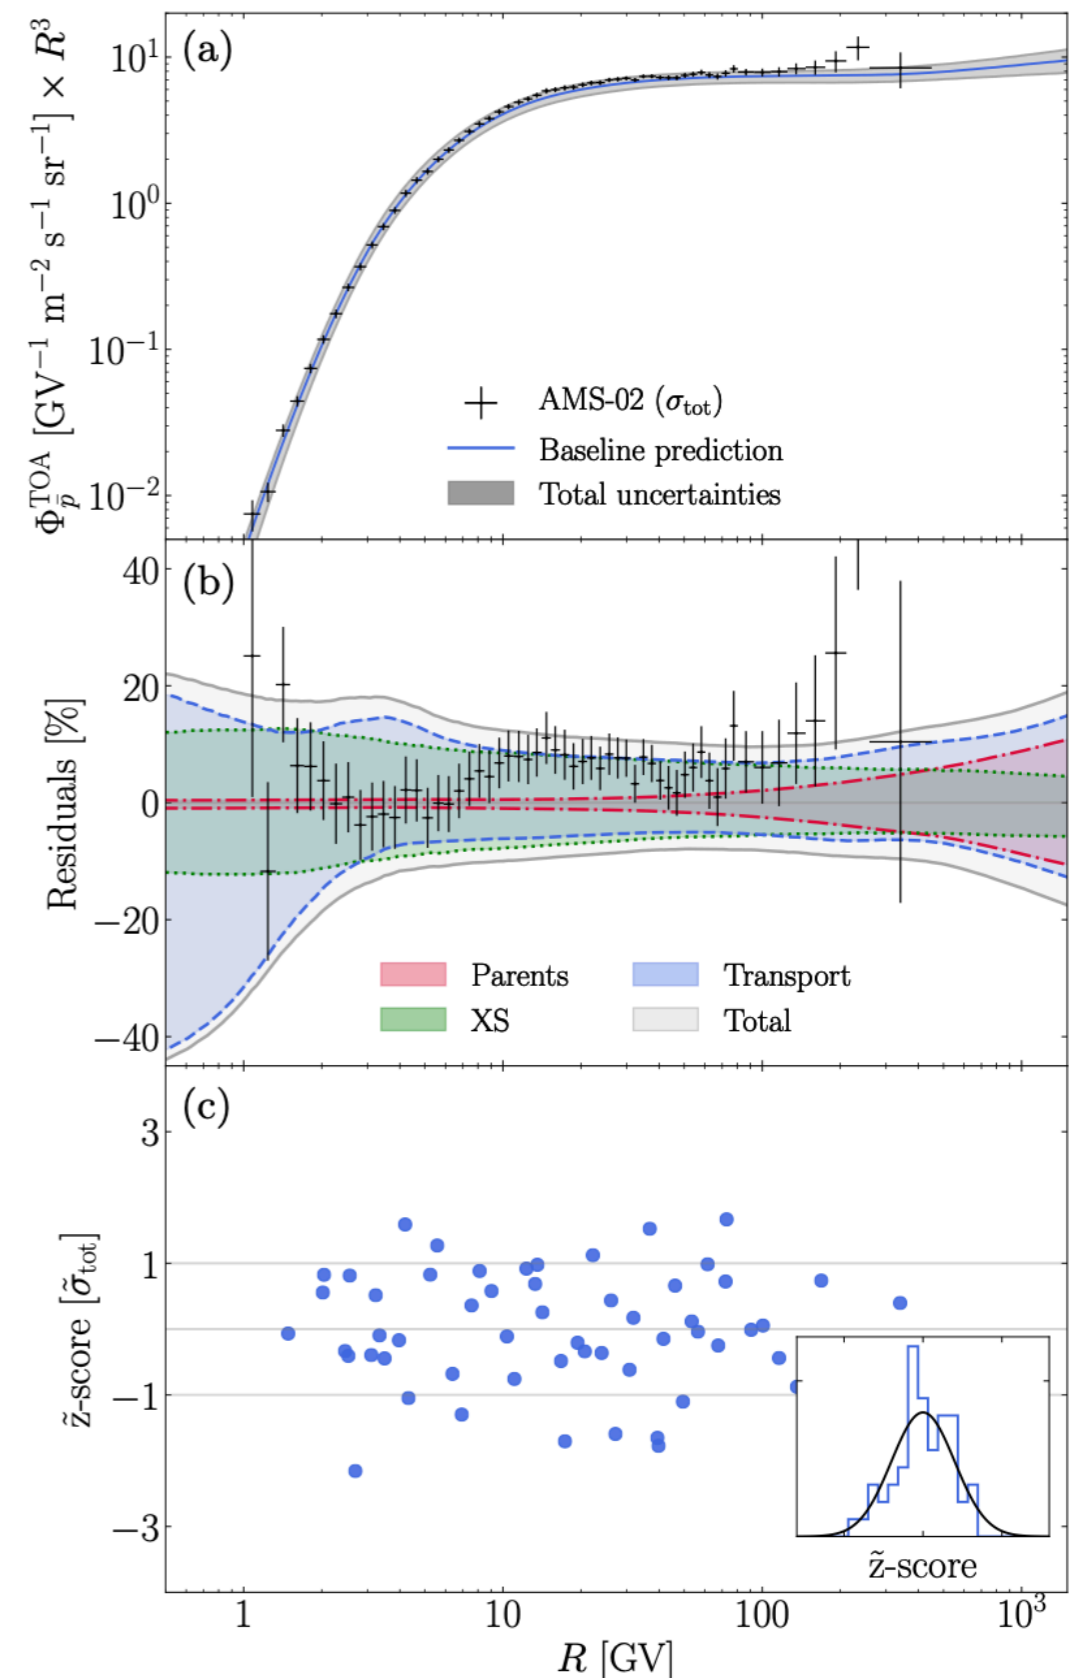 (a)
Φ_p̄^TOA [GV⁻¹ m⁻² s⁻¹ sr⁻¹] × R³
10¹
10⁰
10⁻¹
10⁻²
AMS-02 (σ_tot)
Baseline prediction
Total uncertainties
(b)
Residuals [%]
40
20
0
−20
−40
Parents
Transport
XS
Total
(c)
z̃-score [σ̃_tot]
3
1
−1
−3
z̃-score
1
10
100
10³
R [GV]